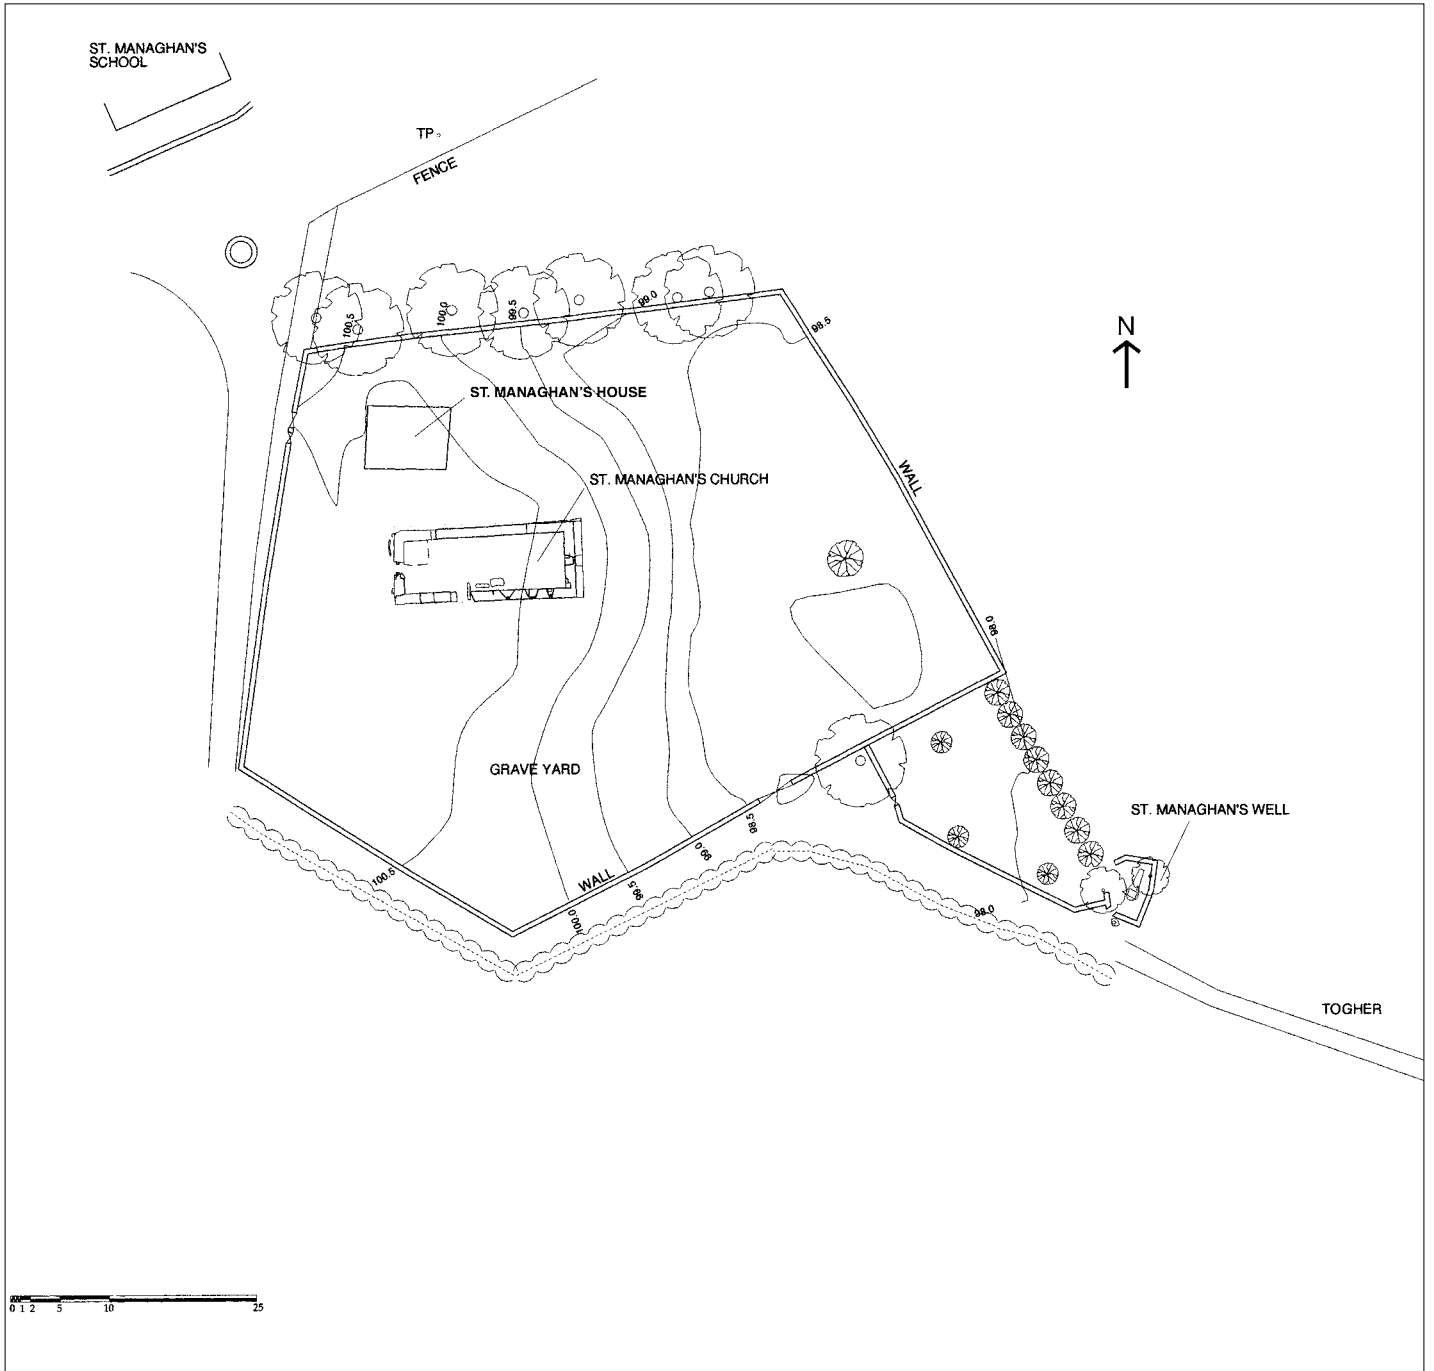 ST. MANAGHAN'S
SCHOOL
TP
FENCE
100.5
100.0
99.5
99.0
98.5
N
ST. MANAGHAN'S HOUSE
ST. MANAGHAN'S CHURCH
WALL
98.0
GRAVE YARD
ST. MANAGHAN'S WELL
98.5
99.0
99.5
100.0
WALL
100.5
98.0
TOGHER
0 1 2 5 10 25